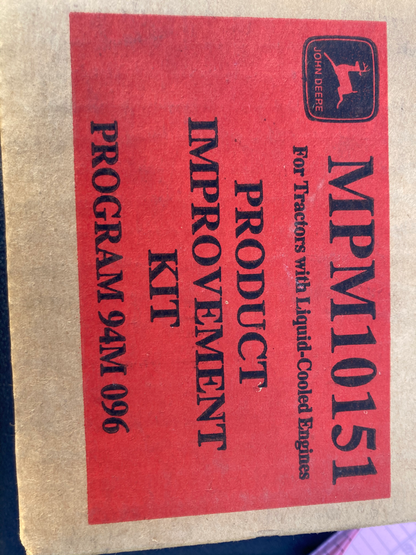 JOHN DEERE
MPM10151
For Tractors with Liquid-Cooled Engines
PRODUCT
IMPROVEMENT
KIT
PROGRAM 94M 096